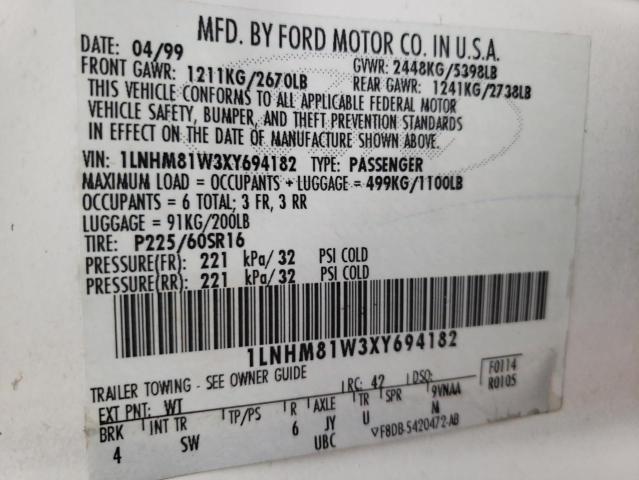 MFD. BY FORD MOTOR CO. IN U.S.A.
DATE: 04/99 GVWR: 2448KG/5398LB
FRONT GAWR: 1211KG/2670LB REAR GAWR: 1241KG/2738LB
THIS VEHICLE CONFORMS TO ALL APPLICABLE FEDERAL MOTOR
VEHICLE SAFETY, BUMPER, AND THEFT PREVENTION STANDARDS
IN EFFECT ON THE DATE OF MANUFACTURE SHOWN ABOVE.
VIN: 1LNHM81W3XY694182 TYPE: PASSENGER
MAXIMUM LOAD = OCCUPANTS + LUGGAGE = 499KG/1100LB
OCCUPANTS = 6 TOTAL; 3 FR, 3 RR
LUGGAGE = 91KG/200LB
TIRE: P225/60SR16
PRESSURE(FR) = 221 kPa/ 32 PSI COLD
PRESSURE(RR) = 221 kPa/ 32 PSI COLD
1LNHM81W3XY694182
TRAILER TOWING - SEE OWNER GUIDE
F0114
EXT PNT: WT RC: 42 DSO: R0105
BRK INT TR TP/PS R AXLE TR SPR 9VNAA
4 SW 6 JY U N
UBC F8DB-5420472-AB